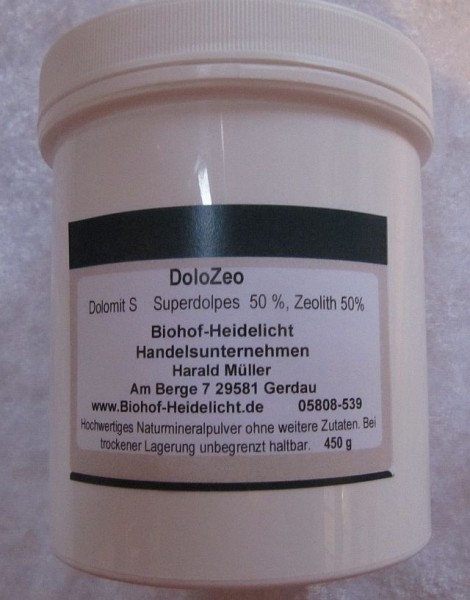 DoloZeo
Dolomit S Superdolpes 50 %, Zeolith 50%
Biohof-Heidelicht
Handelsunternehmen
Harald Müller
Am Berge 7 29581 Gerdau
www.Biohof-Heidelicht.de 05808-539
Hochwertiges Naturmineralpulver ohne weitere Zutaten. Bei
trockener Lagerung unbegrenzt haltbar. 450 g